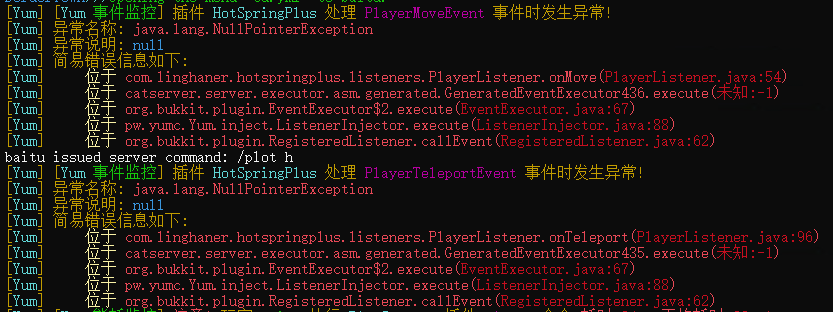 [Yum] [Yum 事件监控] 插件 HotSpringPlus 处理 PlayerMoveEvent 事件时发生异常!
[Yum] 异常名称: java.lang.NullPointerException
[Yum] 异常说明: null
[Yum] 简易错误信息如下:
[Yum] 位于 com.linghaner.hotspringplus.listeners.PlayerListener.onMove(PlayerListener.java:54)
[Yum] 位于 catserver.server.executor.asm.generated.GeneratedEventExecutor436.execute(未知:-1)
[Yum] 位于 org.bukkit.plugin.EventExecutor$2.execute(EventExecutor.java:67)
[Yum] 位于 pw.yumc.Yum.inject.ListenerInjector.execute(ListenerInjector.java:88)
[Yum] 位于 org.bukkit.plugin.RegisteredListener.callEvent(RegisteredListener.java:62)
baitu issued server command: /plot h
[Yum] [Yum 事件监控] 插件 HotSpringPlus 处理 PlayerTeleportEvent 事件时发生异常!
[Yum] 异常名称: java.lang.NullPointerException
[Yum] 异常说明: null
[Yum] 简易错误信息如下:
[Yum] 位于 com.linghaner.hotspringplus.listeners.PlayerListener.onTeleport(PlayerListener.java:96)
[Yum] 位于 catserver.server.executor.asm.generated.GeneratedEventExecutor435.execute(未知:-1)
[Yum] 位于 org.bukkit.plugin.EventExecutor$2.execute(EventExecutor.java:67)
[Yum] 位于 pw.yumc.Yum.inject.ListenerInjector.execute(ListenerInjector.java:88)
[Yum] 位于 org.bukkit.plugin.RegisteredListener.callEvent(RegisteredListener.java:62)